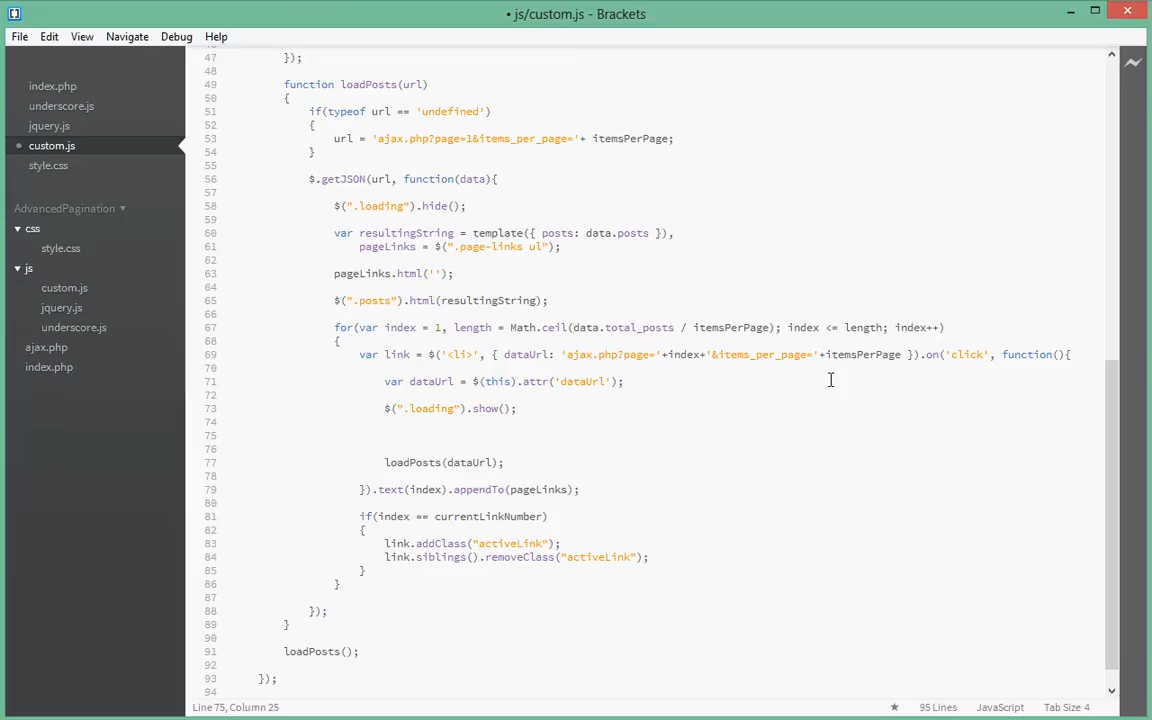 • js/custom.js - Brackets
File Edit View Navigate Debug Help
index.php
underscore.js
jquery.js
custom.js
style.css
AdvancedPagination
css
style.css
js
custom.js
jquery.js
underscore.js
ajax.php
index.php
47 });
48
49 function loadPosts(url)
50 {
51 if(typeof url == 'undefined')
52 {
53 url = 'ajax.php?page=1&items_per_page='+ itemsPerPage;
54 }
55
56 $.getJSON(url, function(data){
57
58 $(".loading").hide();
59
60 var resultingString = template({ posts: data.posts }),
61 pageLinks = $(".page-links ul");
62
63 pageLinks.html('');
64
65 $(".posts").html(resultingString);
66
67 for(var index = 1, length = Math.ceil(data.total_posts / itemsPerPage); index <= length; index++)
68 {
69 var link = $('<li>', { dataUrl: 'ajax.php?page='+index+'&items_per_page='+itemsPerPage }).on('click', function(){
70
71 var dataUrl = $(this).attr('dataUrl');
72
73 $(".loading").show();
74
75
76
77 loadPosts(dataUrl);
78
79 }).text(index).appendTo(pageLinks);
80
81 if(index == currentLinkNumber)
82 {
83 link.addClass("activeLink");
84 link.siblings().removeClass("activeLink");
85 }
86 }
87
88 });
89 }
90
91 loadPosts();
92
93 });
94
Line 75, Column 25
95 Lines JavaScript Tab Size 4